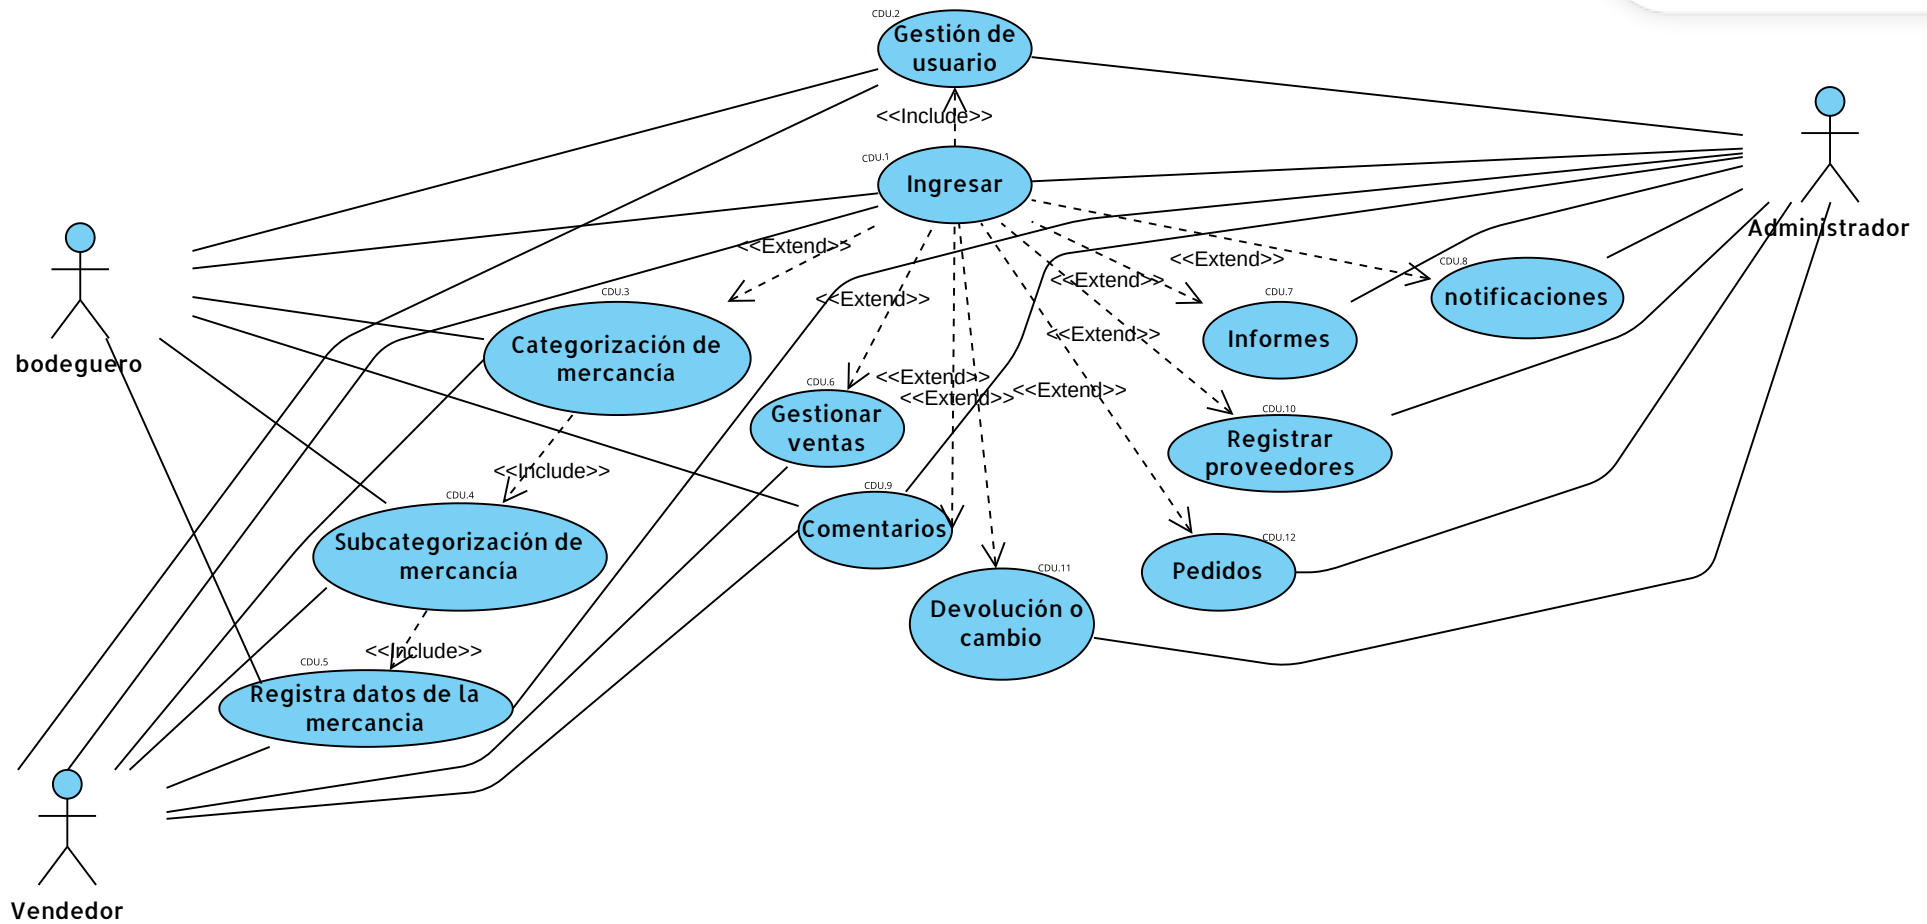 CDU.2
Gestión de
usuario
<<Include>>
CDU.1
Ingresar
Administrador
<<Extend>>
<<Extend>>
CDU.8
notificaciones
<<Extend>>
CDU.3
<<Extend>>
CDU.7
Informes
<<Extend>>
Categorización de
mercancía
bodeguero
CDU.6
Gestionar
ventas
<<Extend>>
<<Extend>>
<<Extend>>
CDU.10
Registrar
proveedores
<<Include>>
CDU.4
Subcategorización de
mercancía
CDU.9
Comentarios
CDU.12
Pedidos
CDU.11
Devolución o
cambio
<<Include>>
CDU.5
Registra datos de la
mercancia
Vendedor